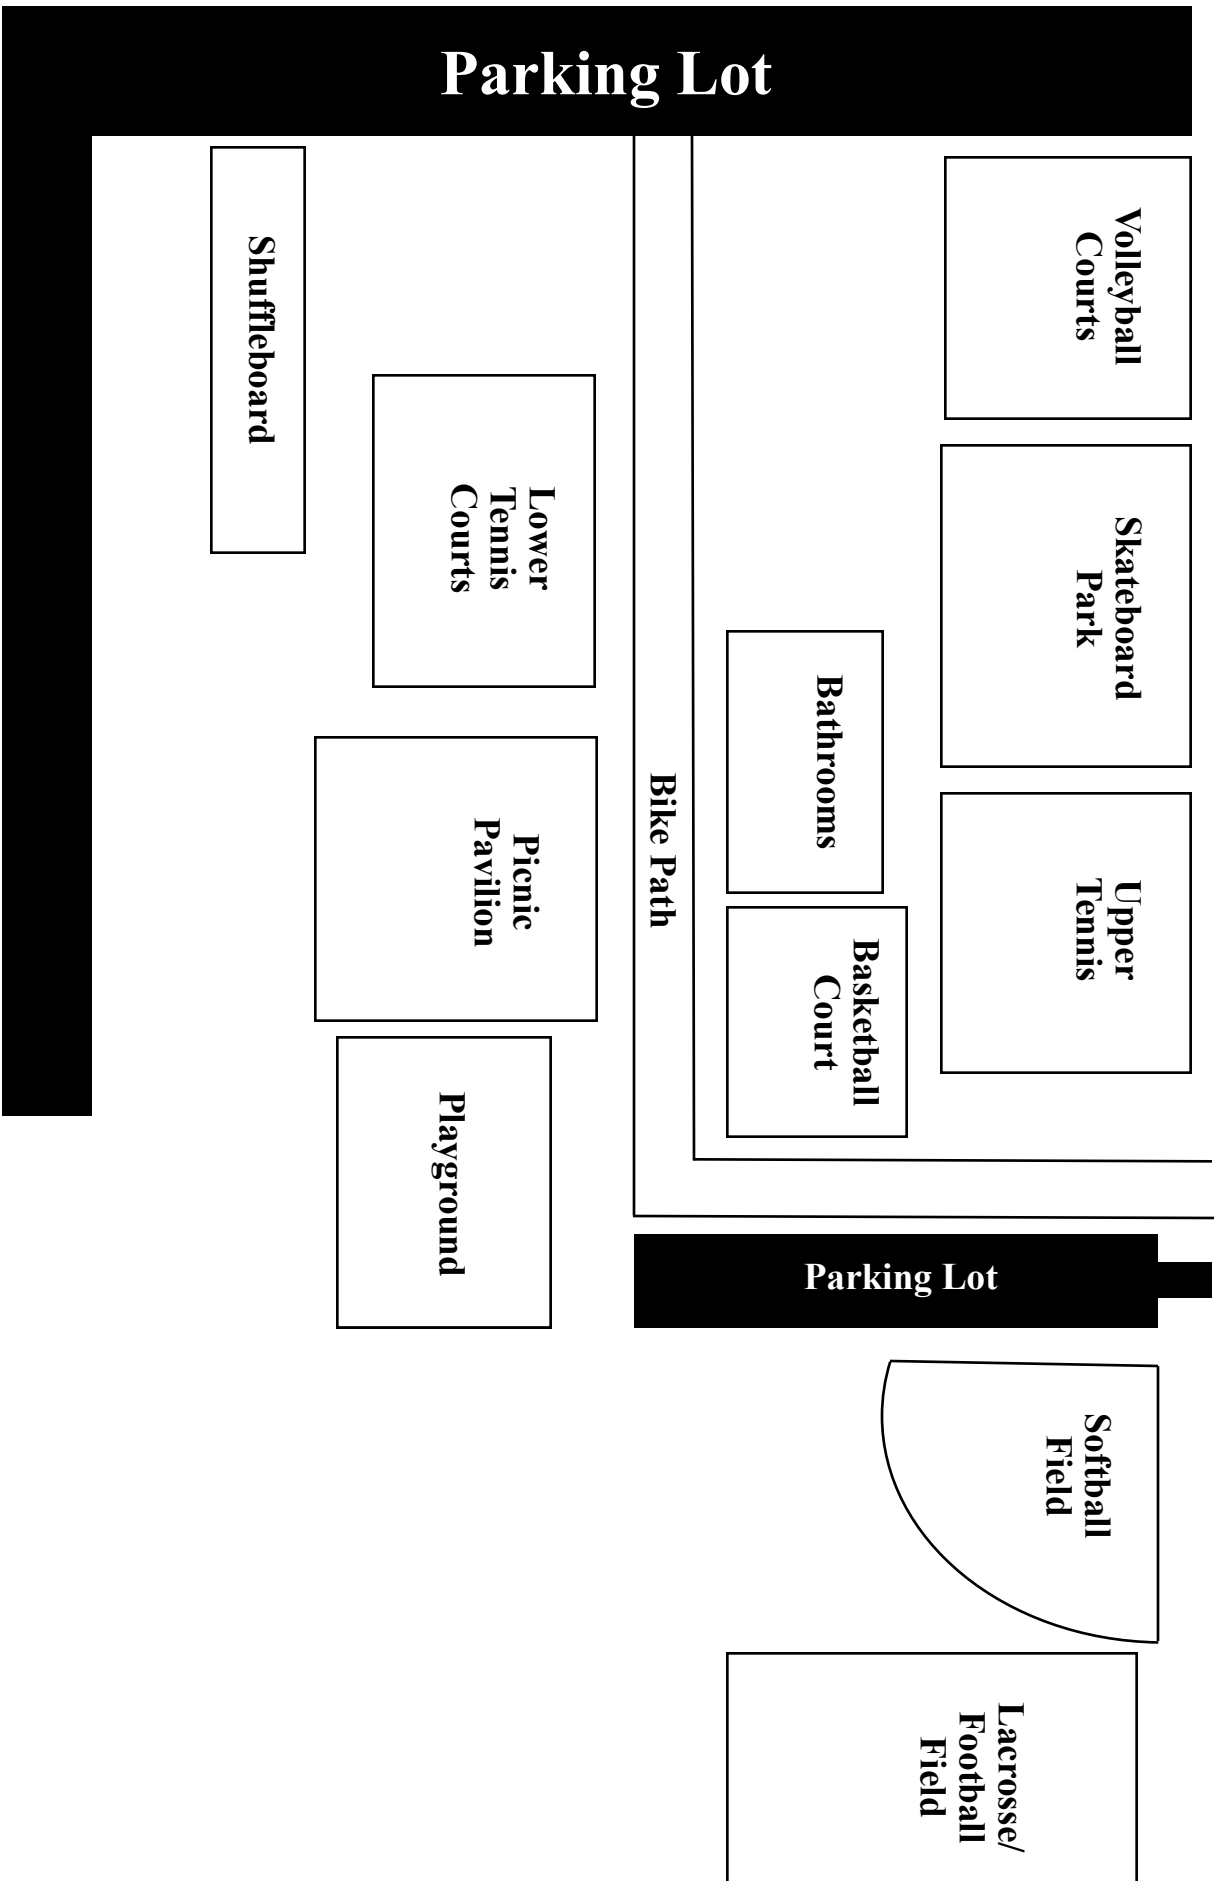 Parking Lot
Volleyball
Courts
Shuffleboard
Lower
Tennis
Courts
Skateboard
Park
Bathrooms
Bike Path
Picnic
Pavilion
Upper
Tennis
Basketball
Court
Playground
Parking Lot
Softball
Field
Lacrosse/
Football
Field